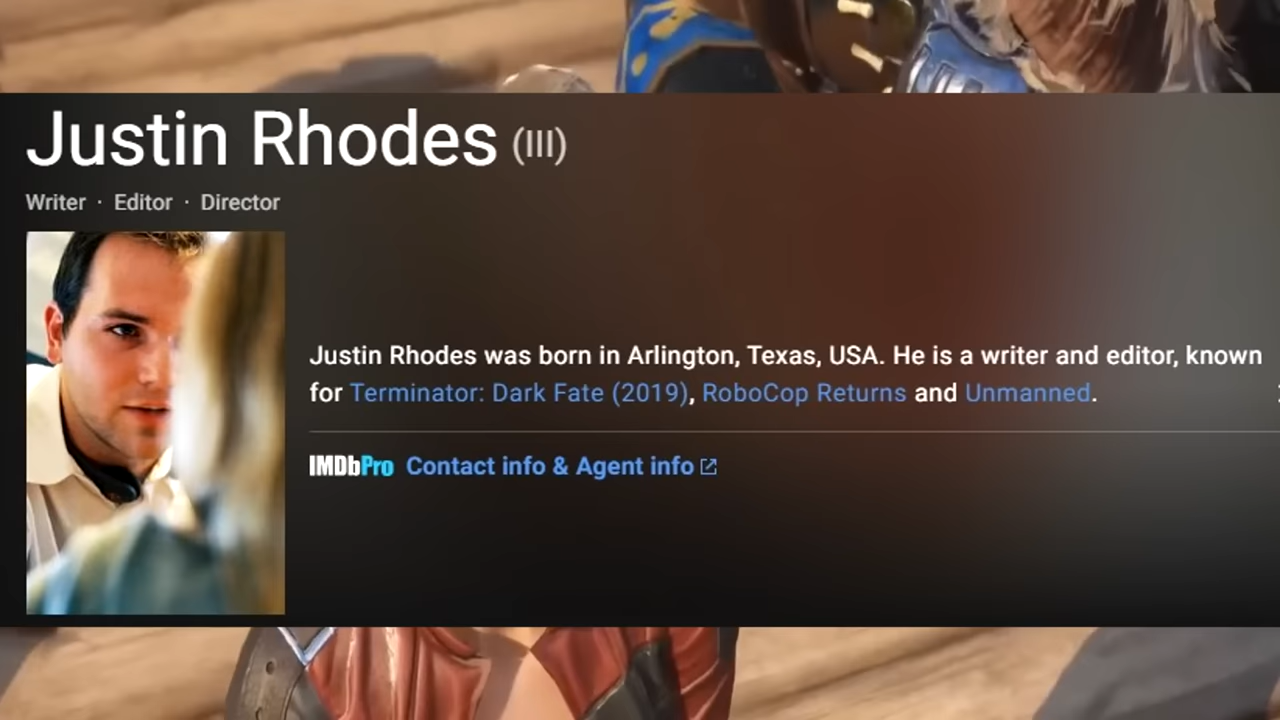 Justin Rhodes (III)
Writer · Editor · Director
Justin Rhodes was born in Arlington, Texas, USA. He is a writer and editor, known
for Terminator: Dark Fate (2019), RoboCop Returns and Unmanned.
IMDbPro Contact info & Agent info